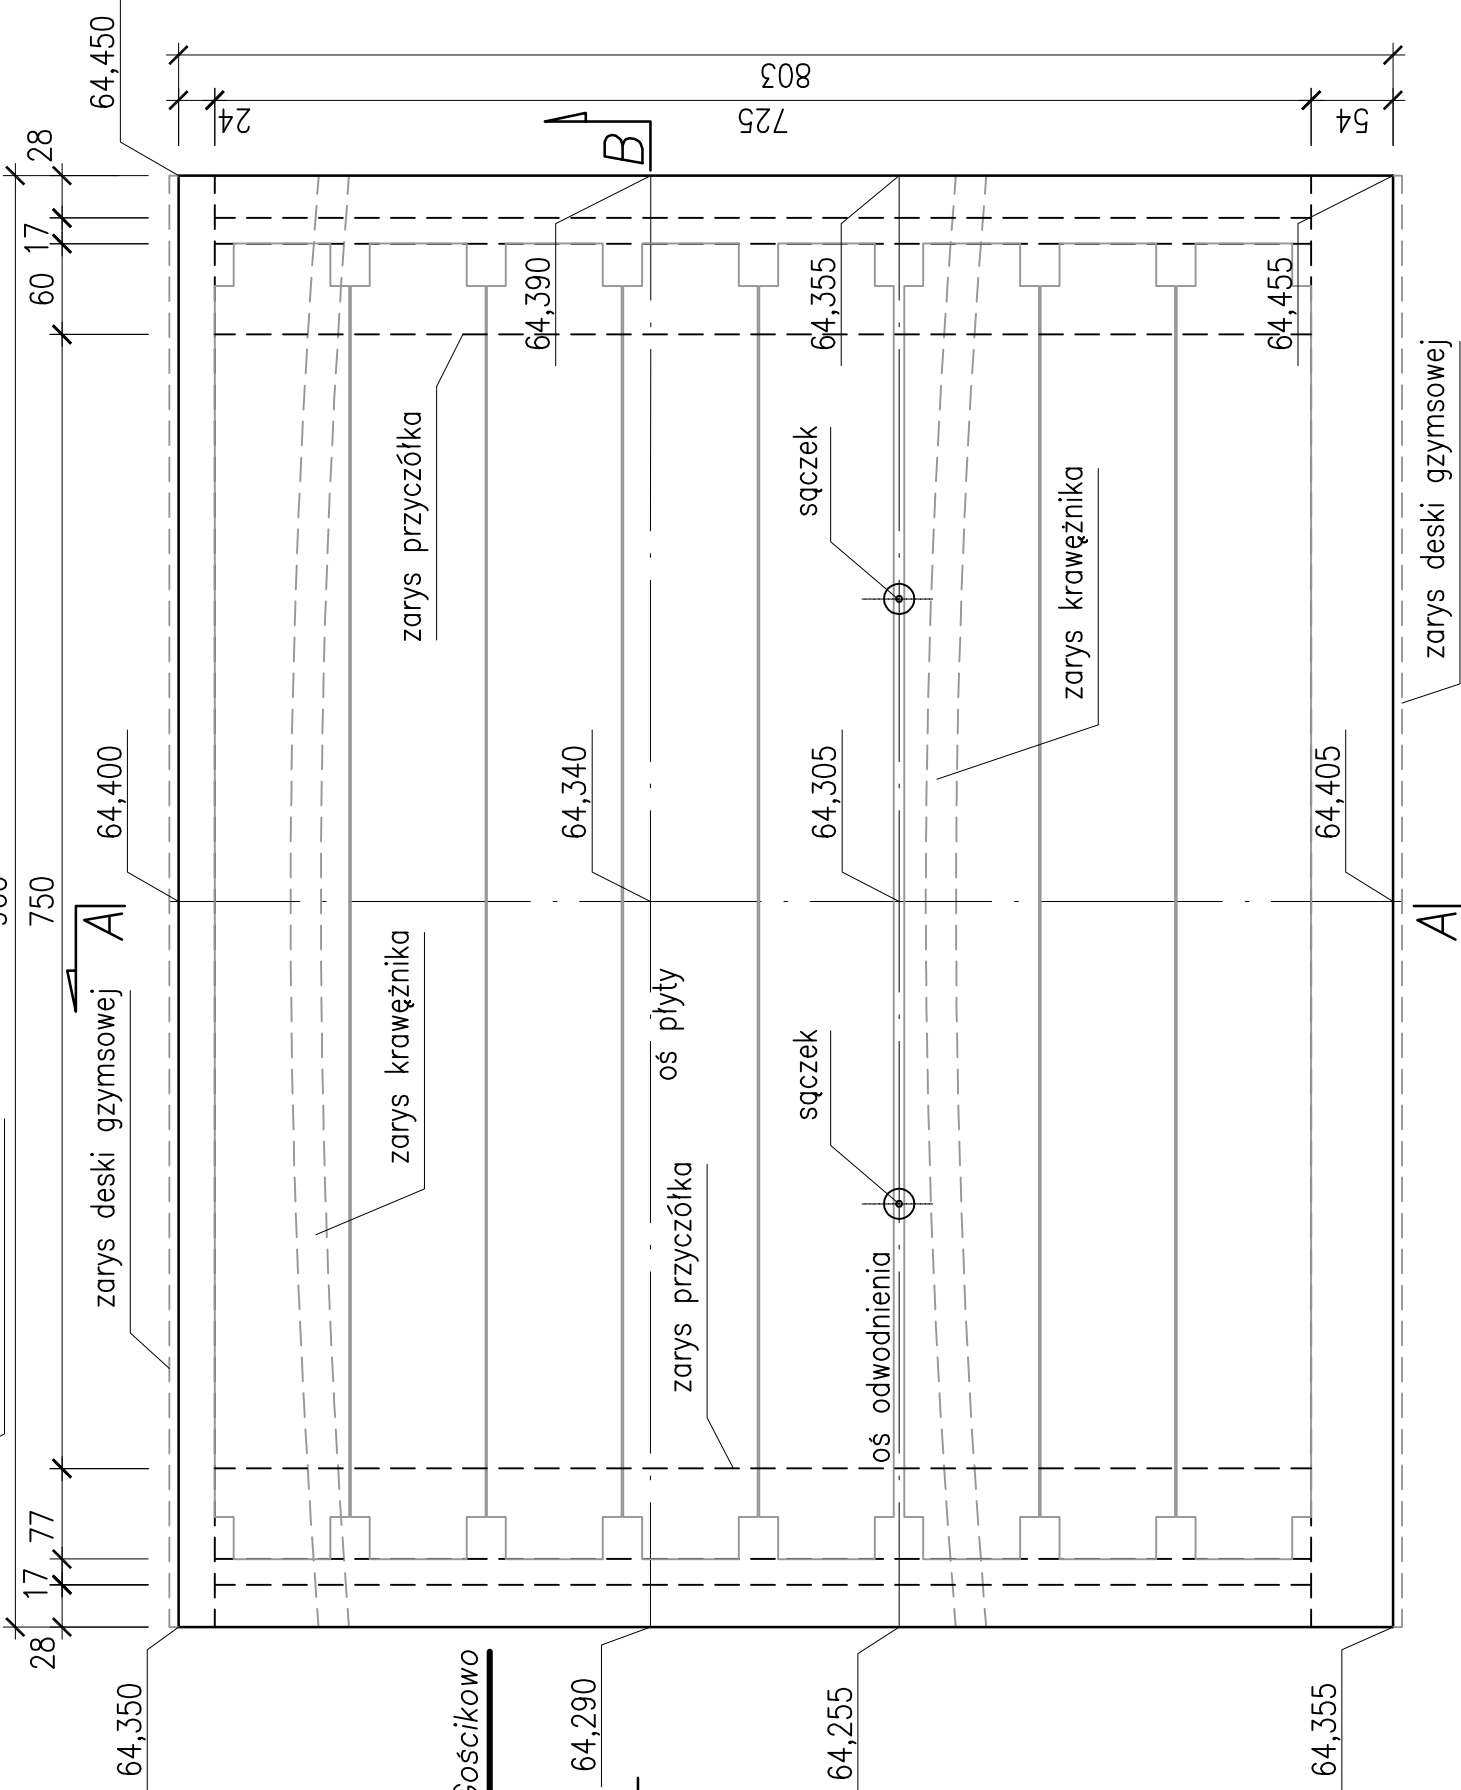 64,450
28
17
60
750
77
17
28
803
24
725
54
B
64,390
64,355
64,455
zarys przyczółka
sączek
zarys krawężnika
zarys deski gzymsowej
64,400
64,340
64,305
64,405
A
A
zarys deski gzymsowej
zarys krawężnika
oś płyty
sączek
zarys przyczółka
oś odwodnienia
64,350
Gościkowo
64,290
64,255
64,355